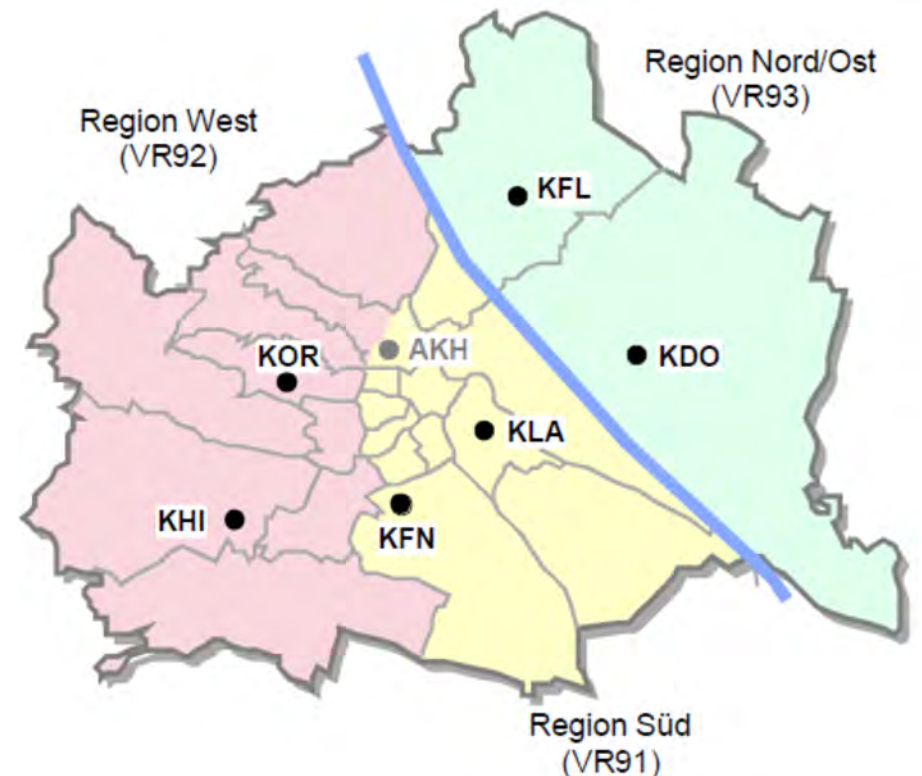 Region Nord/Ost
(VR93)
Region West
(VR92)
KFL
KOR
AKH
KDO
KLA
KHI
KFN
Region Süd
(VR91)